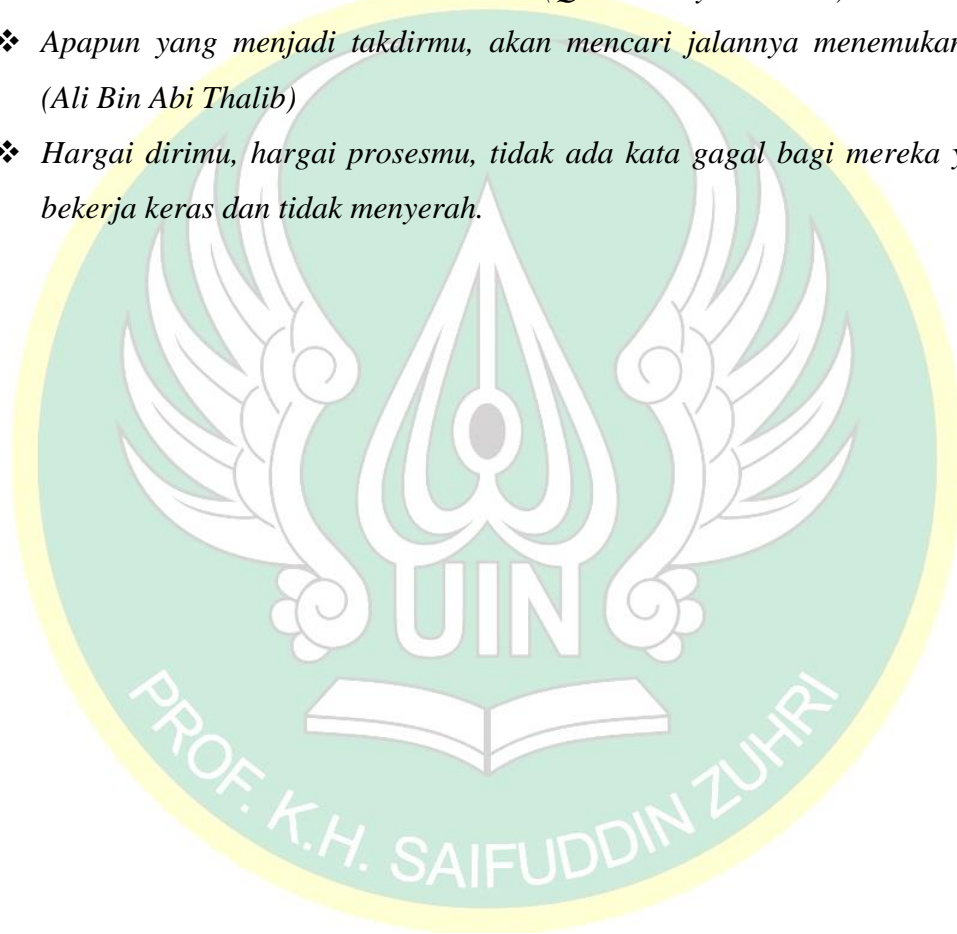 ❖ Apapun yang menjadi takdirmu, akan mencari jalannya menemukan
(Ali Bin Abi Thalib)
❖ Hargai dirimu, hargai prosesmu, tidak ada kata gagal bagi mereka y
bekerja keras dan tidak menyerah.
UIN
PROF. K.H. SAIFUDDIN ZUHRI